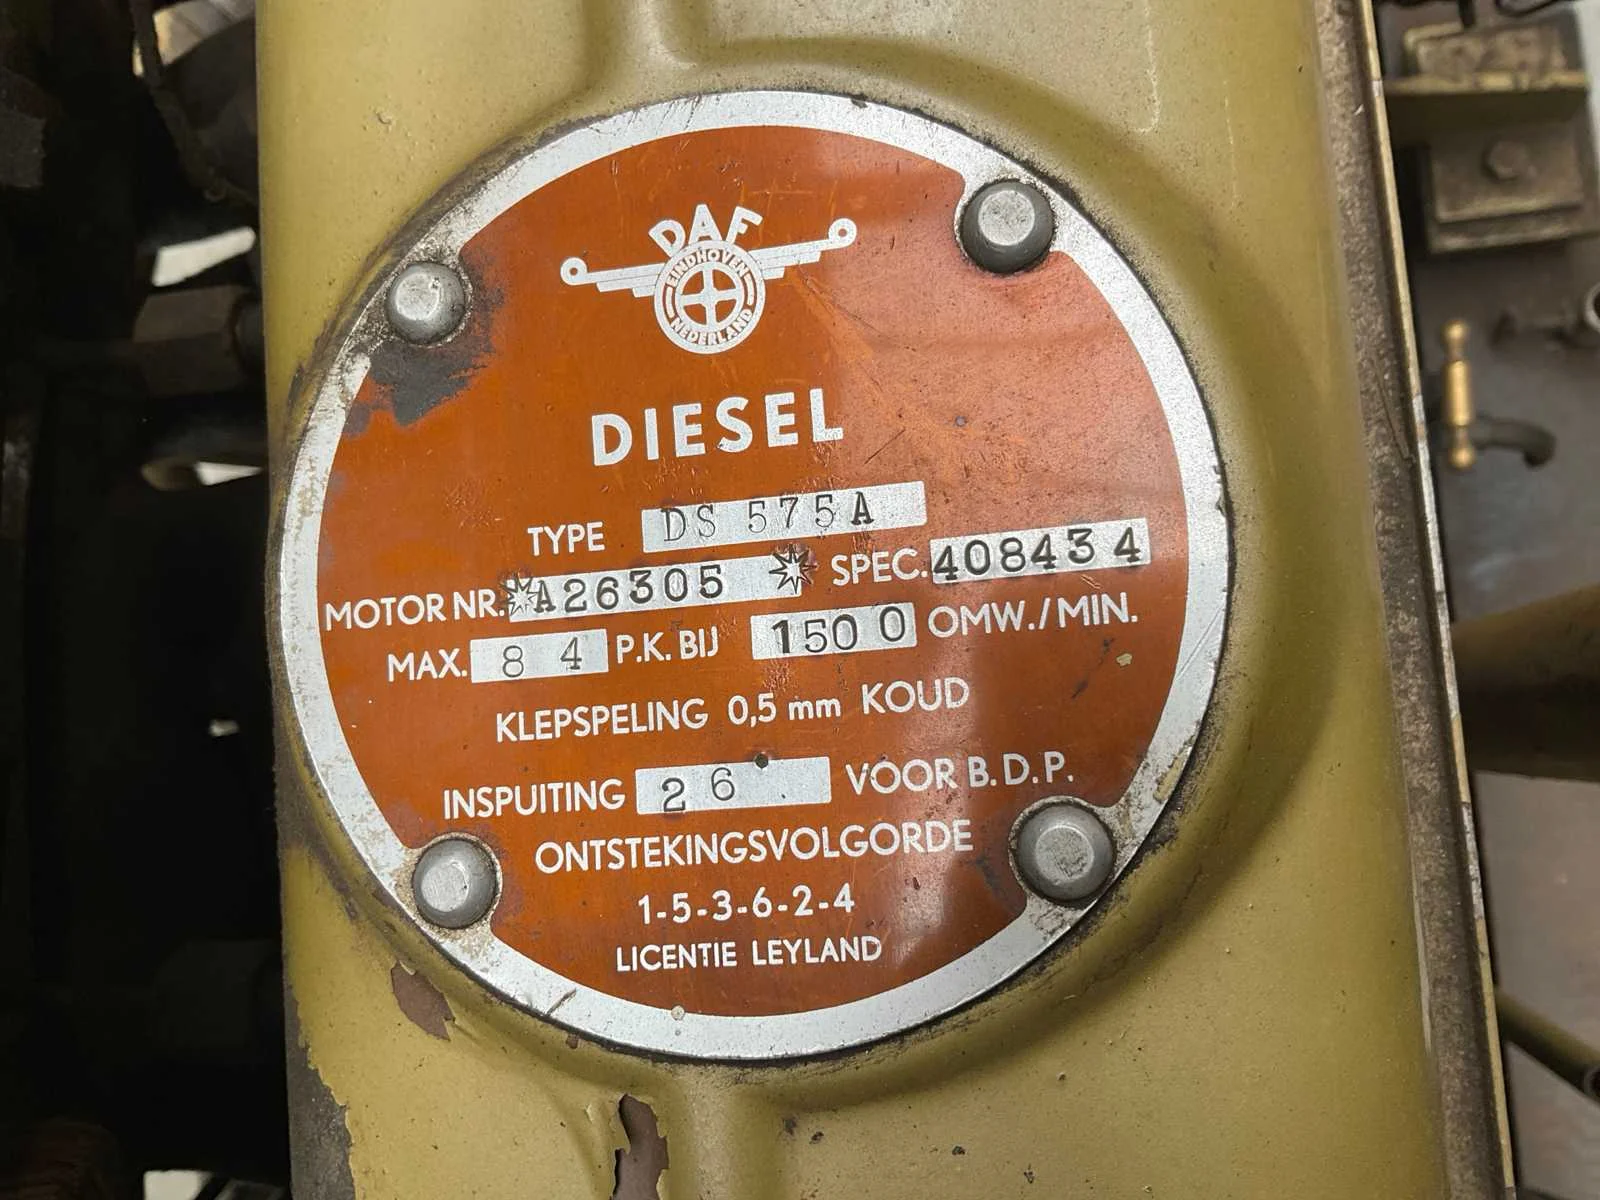 DAF
EINDHOVEN
NEDERLAND
DIESEL
TYPE DS 575A
MOTOR NR. A26305 SPEC. 408434
MAX. 84 P.K. BIJ 1500 OMW./MIN.
KLEPSPELING 0,5 mm KOUD
INSPUITING 26 VOOR B.D.P.
ONTSTEKINGSVOLGORDE
1-5-3-6-2-4
LICENTIE LEYLAND